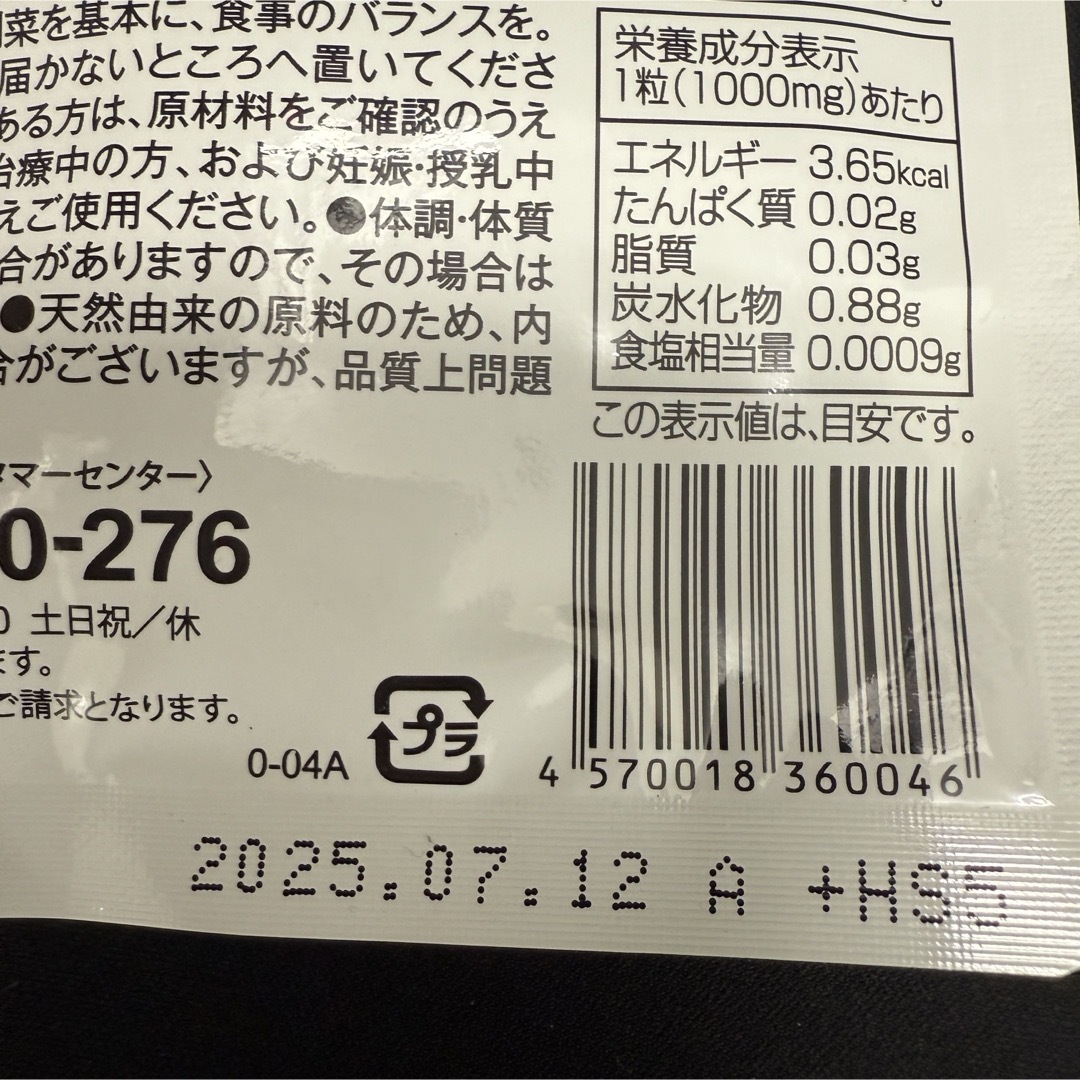 菜を基本に、食事のバランスを。
届かないところへ置いてくださ
ある方は、原材料をご確認のうえ
治療中の方、および妊娠・授乳中
えご使用ください。●体調・体質
合がありますので、その場合は
●天然由来の原料のため、内
合がございますが、品質上問題
マーセンター〉
0-276
0 土日祝／休
ます。
ご請求となります。
0-04A
プラ
栄養成分表示
1粒(1000mg)あたり
エネルギー 3.65kcal
たんぱく質 0.02g
脂質 0.03g
炭水化物 0.88g
食塩相当量 0.0009g
この表示値は、目安です。
4 570018 360046
2025.07.12 A +HS5